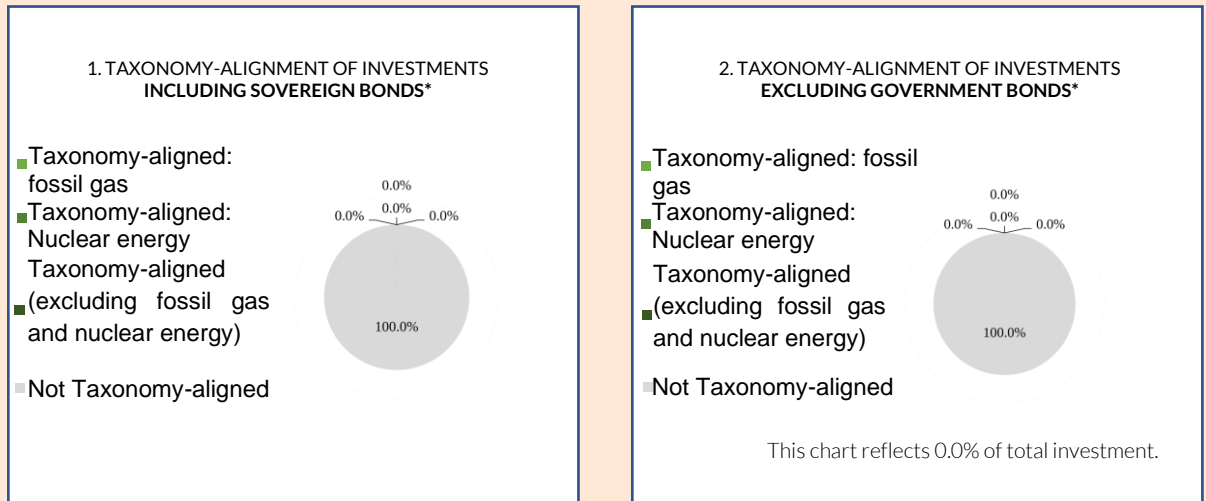 1. TAXONOMY-ALIGNMENT OF INVESTMENTS
INCLUDING SOVEREIGN BONDS*
Taxonomy-aligned:
fossil gas
Taxonomy-aligned:
Nuclear energy
Taxonomy-aligned
(excluding fossil gas
and nuclear energy)
Not Taxonomy-aligned
0.0%
0.0% 0.0% 0.0%
100.0%
2. TAXONOMY-ALIGNMENT OF INVESTMENTS
EXCLUDING GOVERNMENT BONDS*
Taxonomy-aligned: fossil
gas
Taxonomy-aligned:
Nuclear energy
Taxonomy-aligned
(excluding fossil gas
and nuclear energy)
Not Taxonomy-aligned
0.0%
0.0% 0.0% 0.0%
100.0%
This chart reflects 0.0% of total investment.